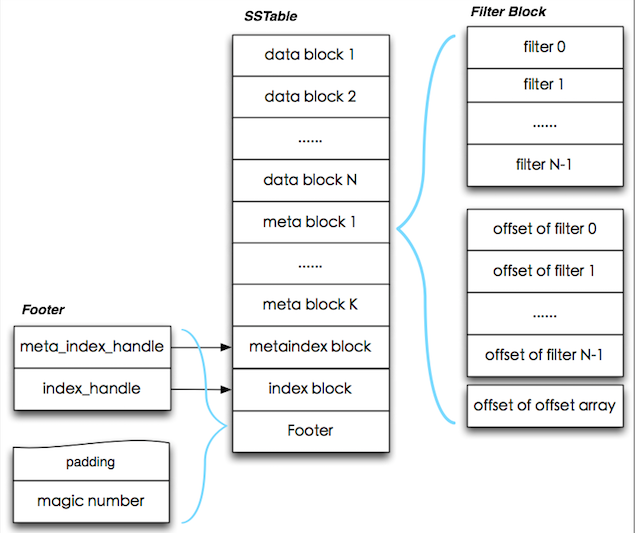 SSTable
data block 1
data block 2
......
data block N
meta block 1
......
meta block K
metaindex block
index block
Footer
Filter Block
filter 0
filter 1
......
filter N-1
offset of filter 0
offset of filter 1
......
offset of filter N-1
offset of offset array
Footer
meta_index_handle
index_handle
padding
magic number